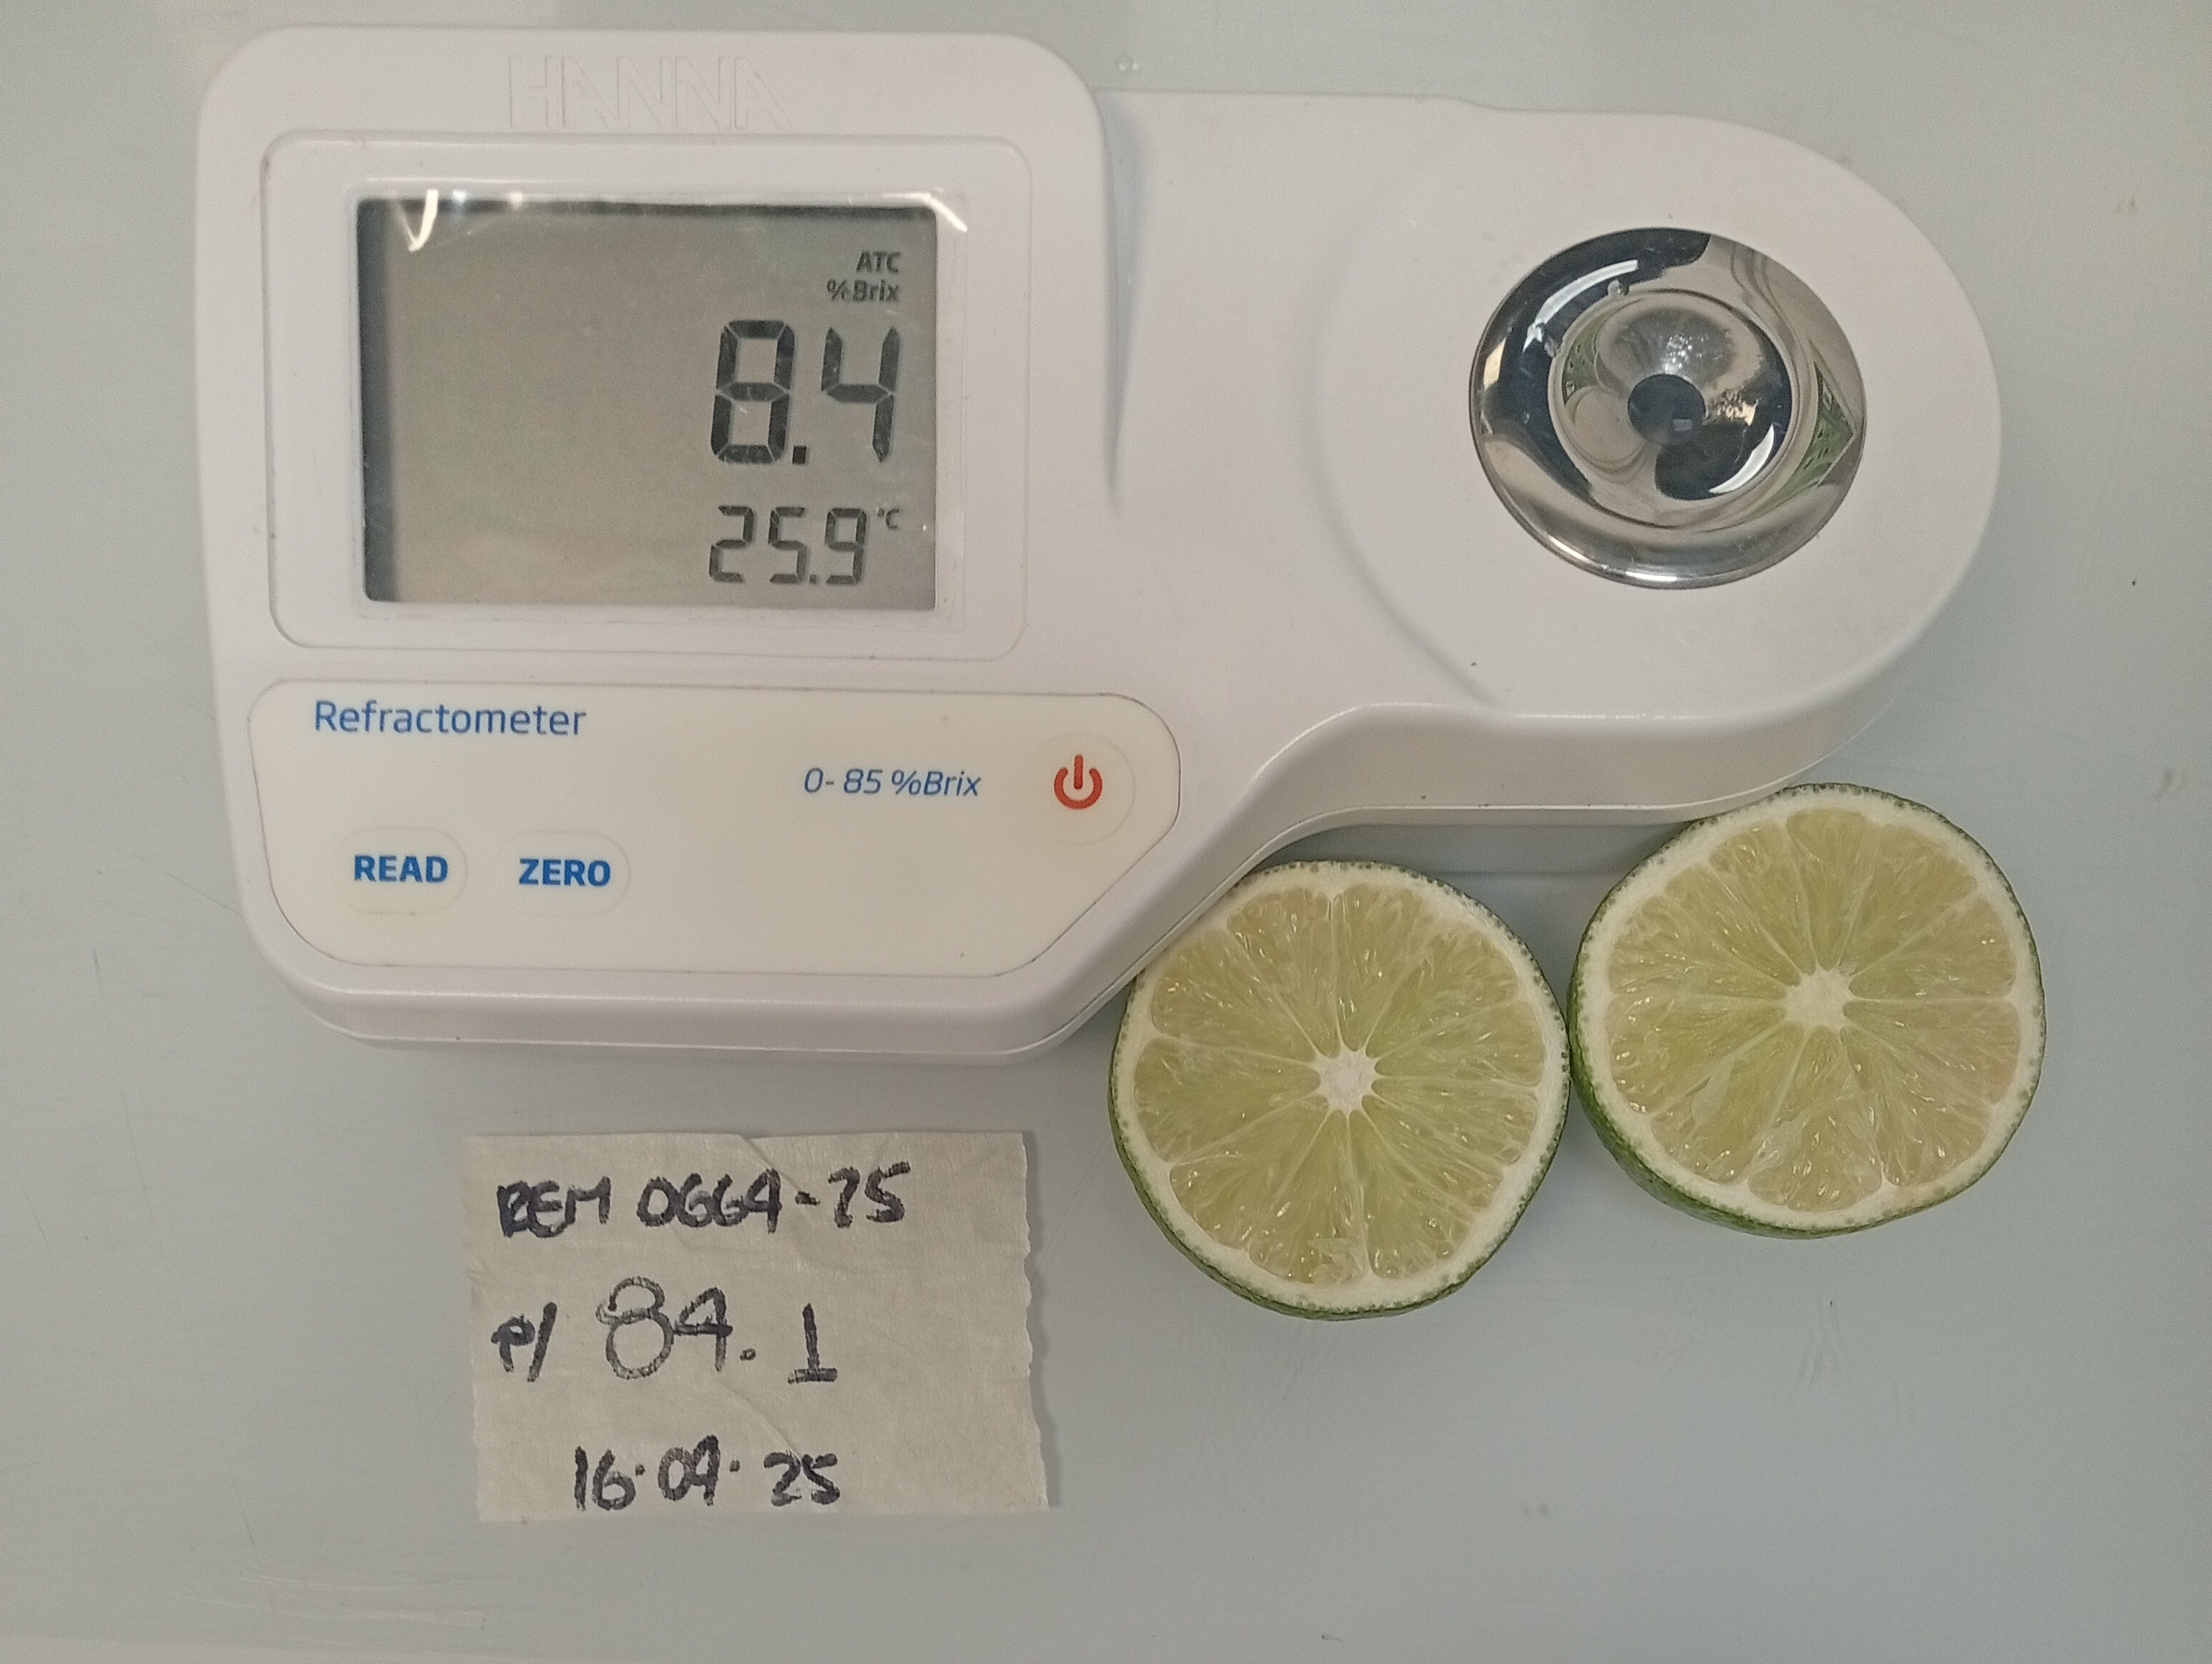 HANNA
ATC
%Brix
8.4
25.9 °C
Refractometer
0-85 %Brix
READ ZERO
REM 0664-25
P/ 84.1
16.04.25